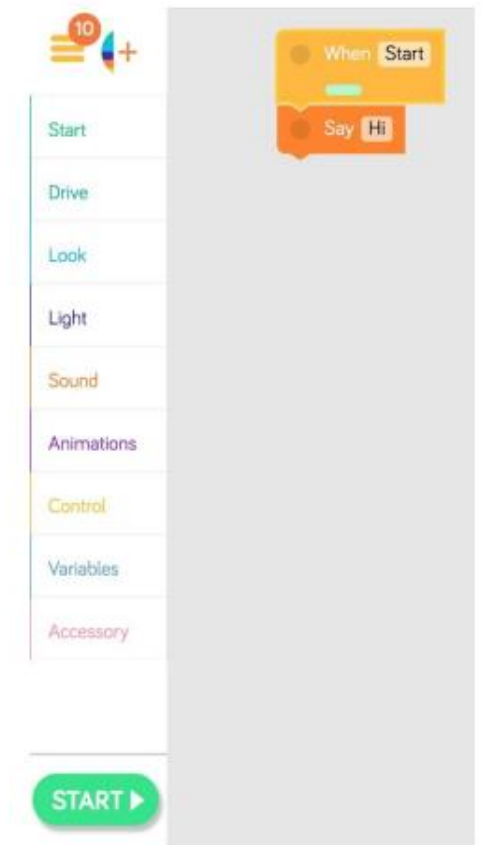 10
+
When Start
Say Hi
Start
Drive
Look
Light
Sound
Animations
Control
Variables
Accessory
START